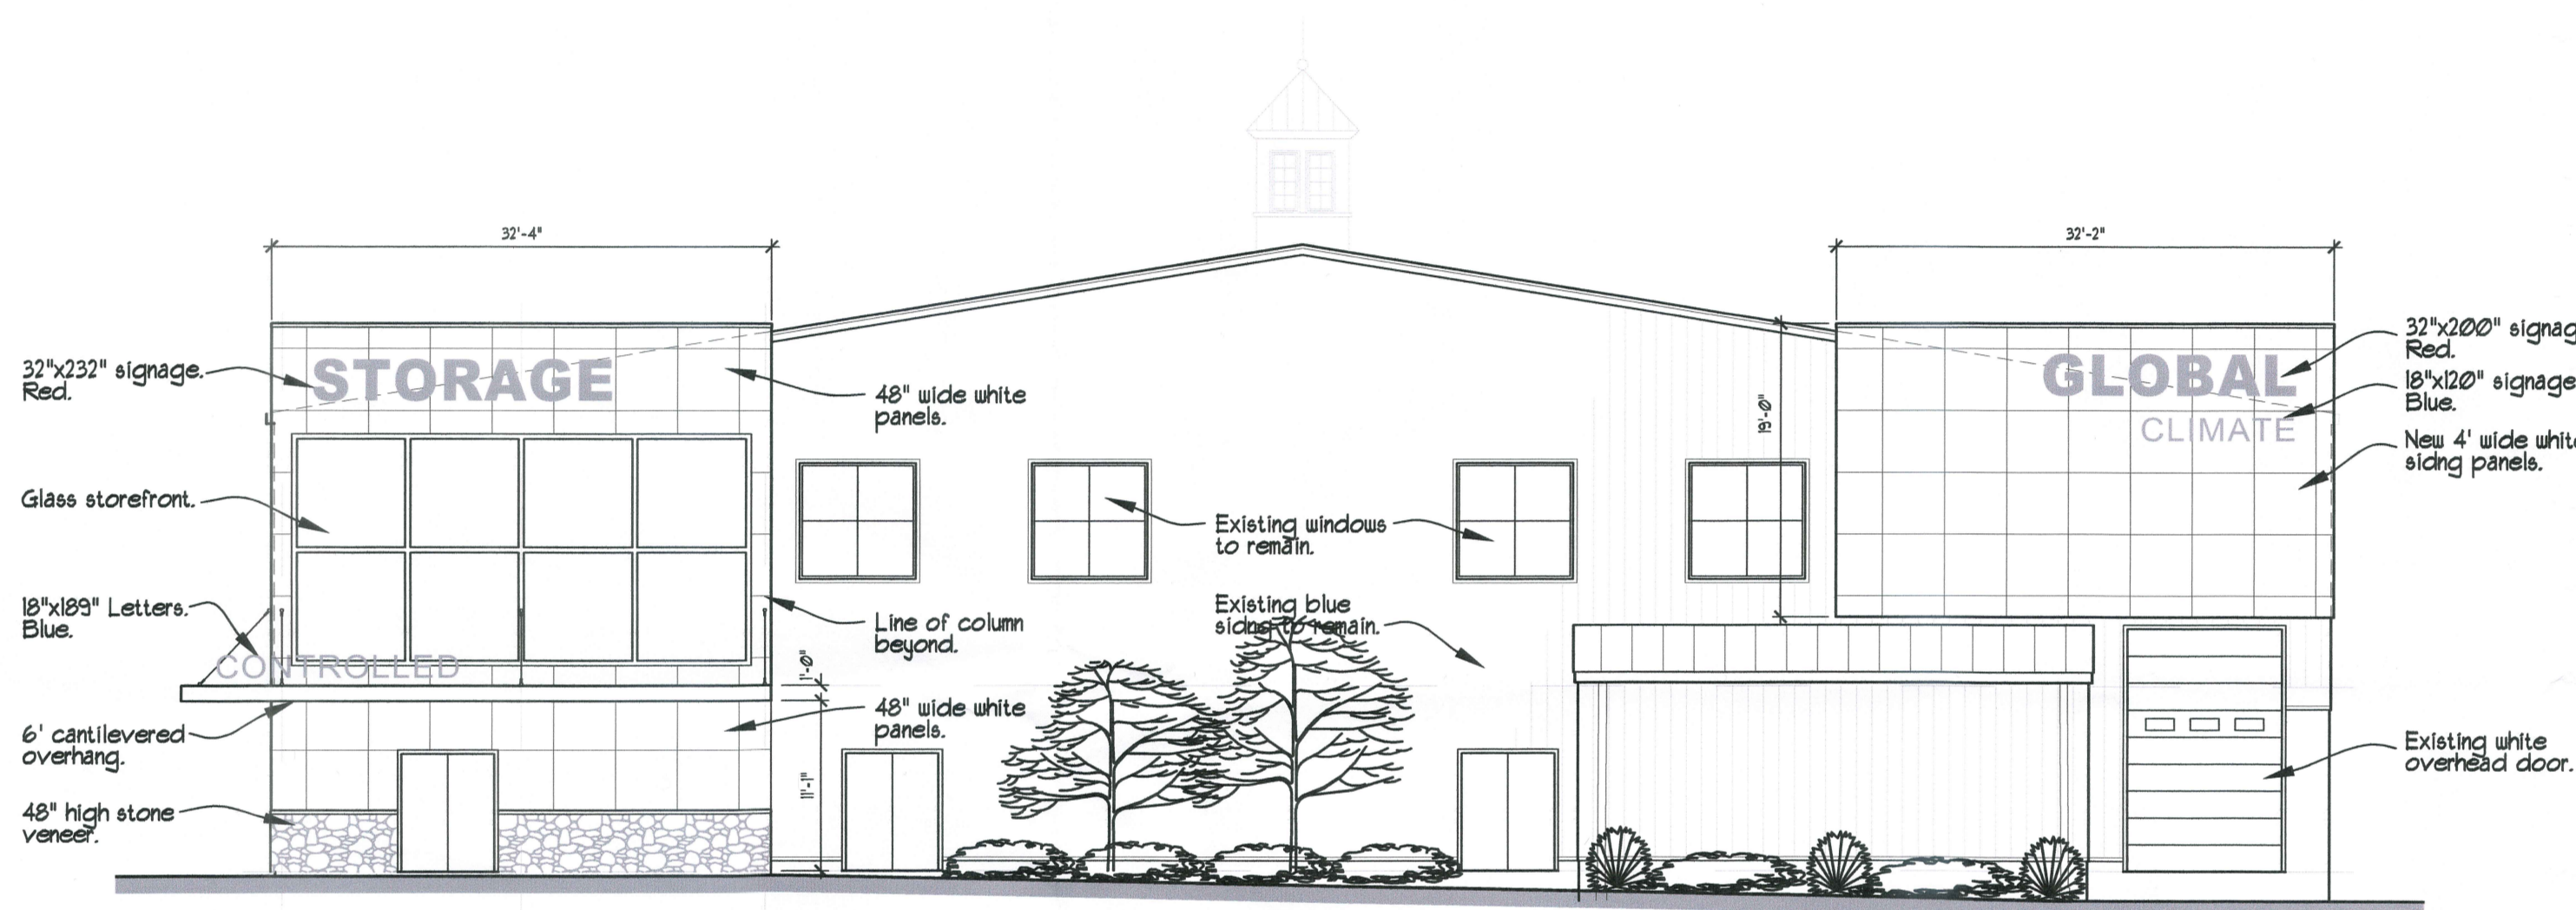 32'-4"
32'-2"
32"x232" signage.
Red.
STORAGE
48" wide white
panels.
19'-0"
GLOBAL
CLIMATE
32"x200" signag
Red.
18"x120" signage
Blue.
New 4' wide white
sidng panels.
Glass storefront.
Existing windows
to remain.
18"x189" Letters.
Blue.
CONTROLLED
Line of column
beyond.
Existing blue
sidng to remain.
1'-0"
6' cantilevered
overhang.
48" wide white
panels.
11'-1"
48" high stone
veneer.
Existing white
overhead door.